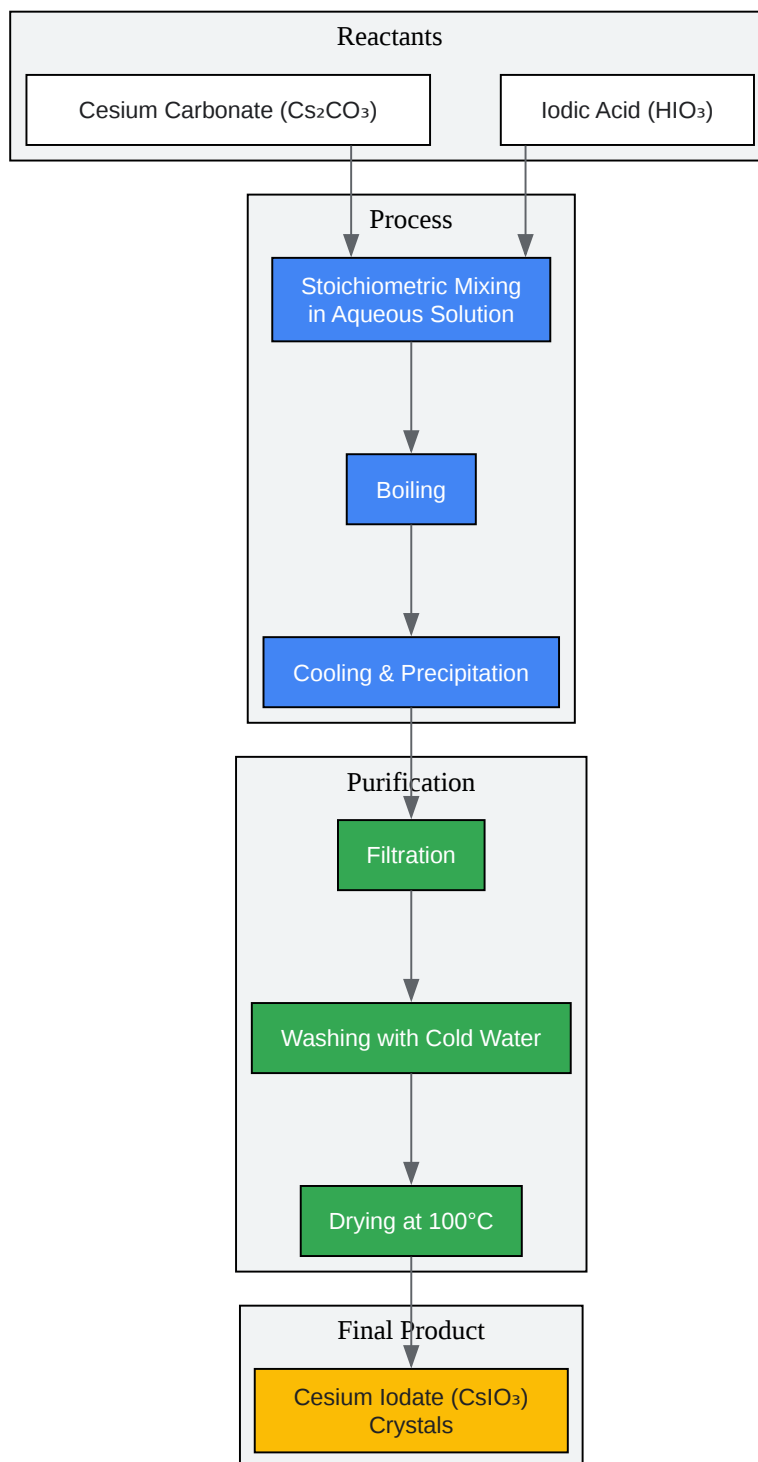 Reactants
Cesium Carbonate (Cs₂CO₃)
Iodic Acid (HIO₃)
Process
Stoichiometric Mixing
in Aqueous Solution
Boiling
Cooling & Precipitation
Purification
Filtration
Washing with Cold Water
Drying at 100°C
Final Product
Cesium Iodate (CsIO₃)
Crystals